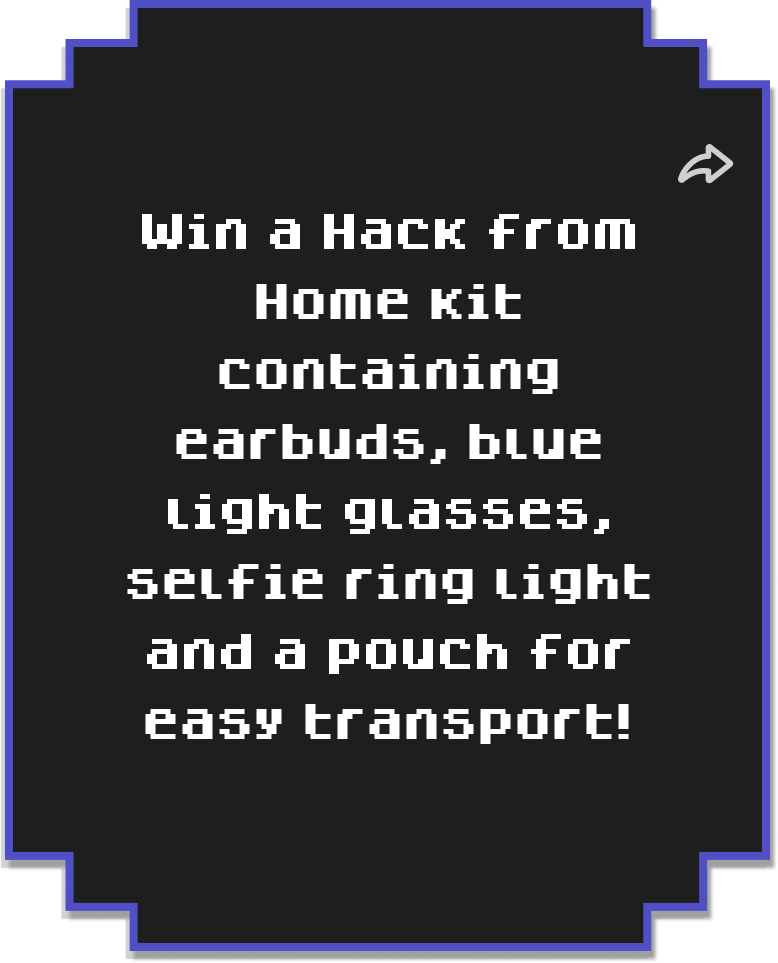 Win a Hack from
Home kit
containing
earbuds, blue
light glasses,
selfie ring light
and a pouch for
easy transport!